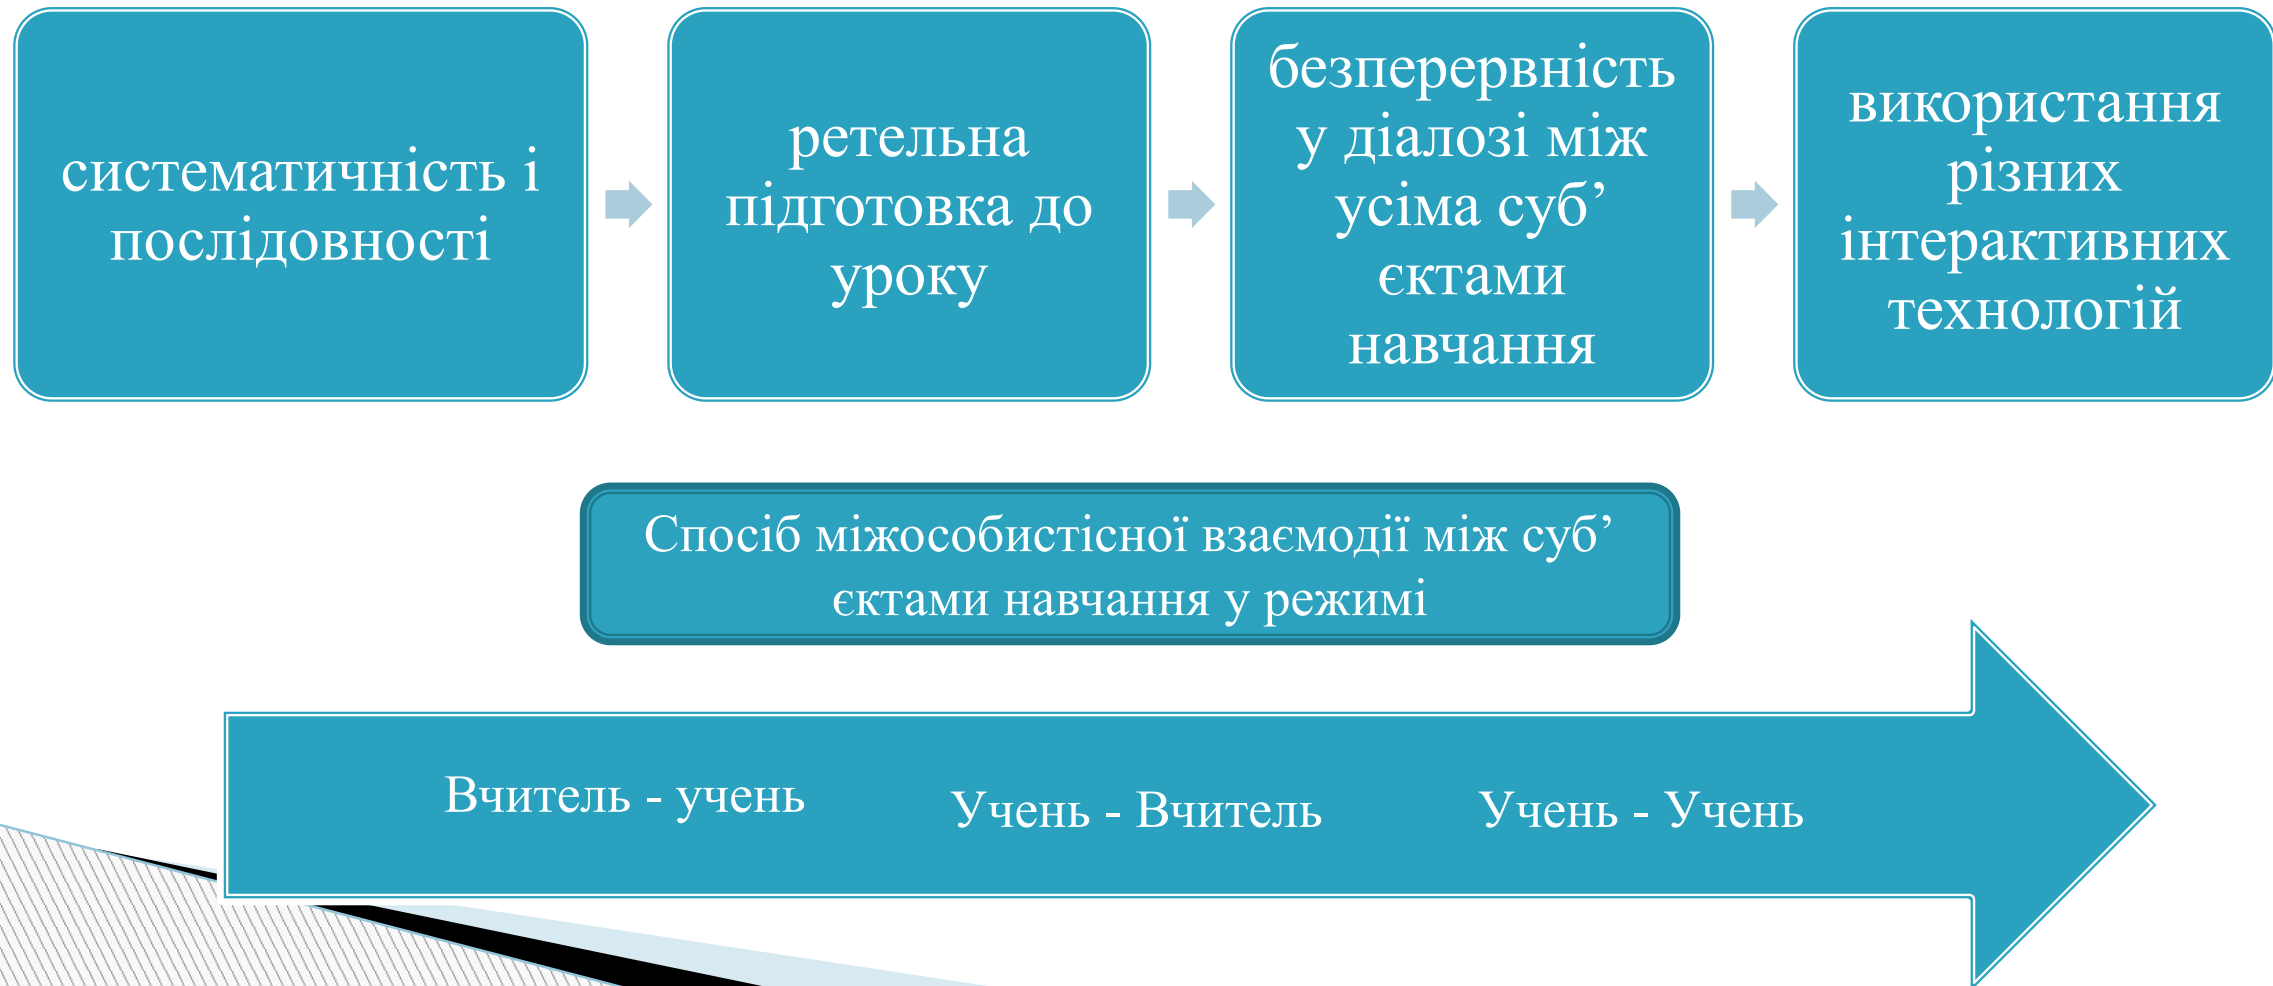 систематичність і
послідовності
ретельна
підготовка до
уроку
безперервність
у діалозі між
усіма суб’
єктами
навчання
використання
різних
інтерактивних
технологій
Спосіб міжособистісної взаємодії між суб’
єктами навчання у режимі
Вчитель - учень
Учень - Вчитель
Учень - Учень